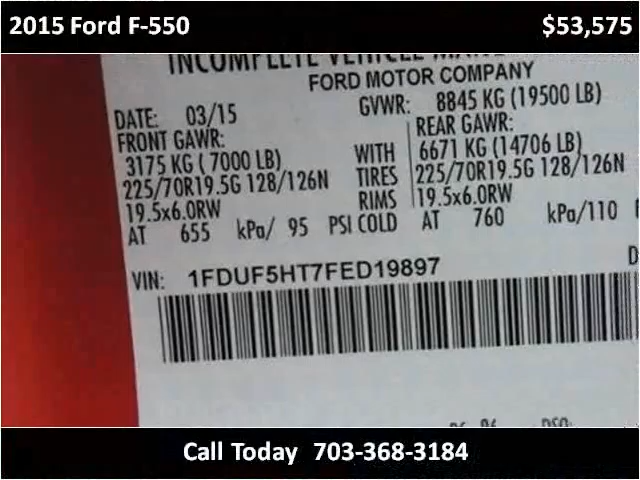 2015 Ford F-550 $53,575
INCOMPLETE VEHICLE
FORD MOTOR COMPANY
DATE: 03/15 GVWR: 8845 KG (19500 LB)
FRONT GAWR: REAR GAWR:
3175 KG ( 7000 LB) WITH 6671 KG (14706 LB)
225/70R19.5G 128/126N TIRES 225/70R19.5G 128/126N
19.5x6.0RW RIMS 19.5x6.0RW
AT 655 kPa/ 95 PSI COLD AT 760 kPa/110
VIN: 1FDUF5HT7FED19897
Call Today 703-368-3184